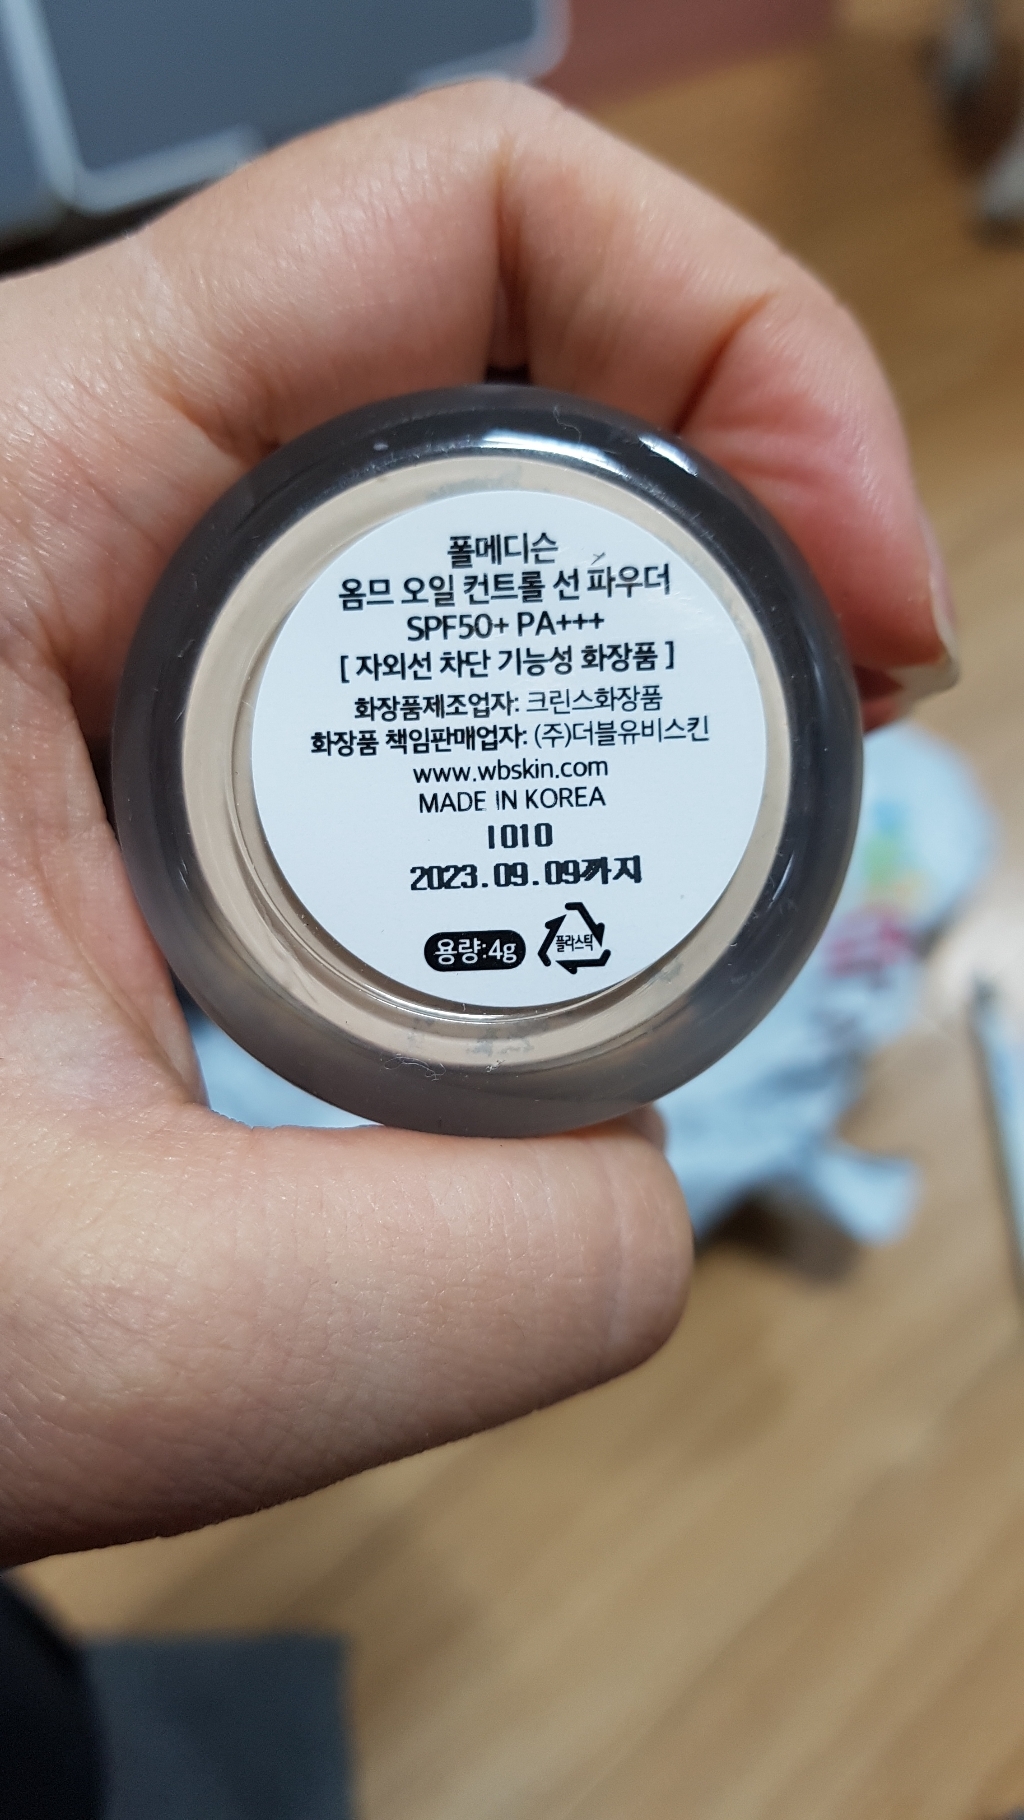 폴메디슨
옴므 오일 컨트롤 선 파우더
SPF50+ PA+++
[ 자외선 차단 기능성 화장품 ]
화장품제조업자: 크린스화장품
화장품 책임판매업자: (주)더블유비스킨
www.wbskin.com
MADE IN KOREA
1010
2023.09.09까지
용량:4g 플라스틱